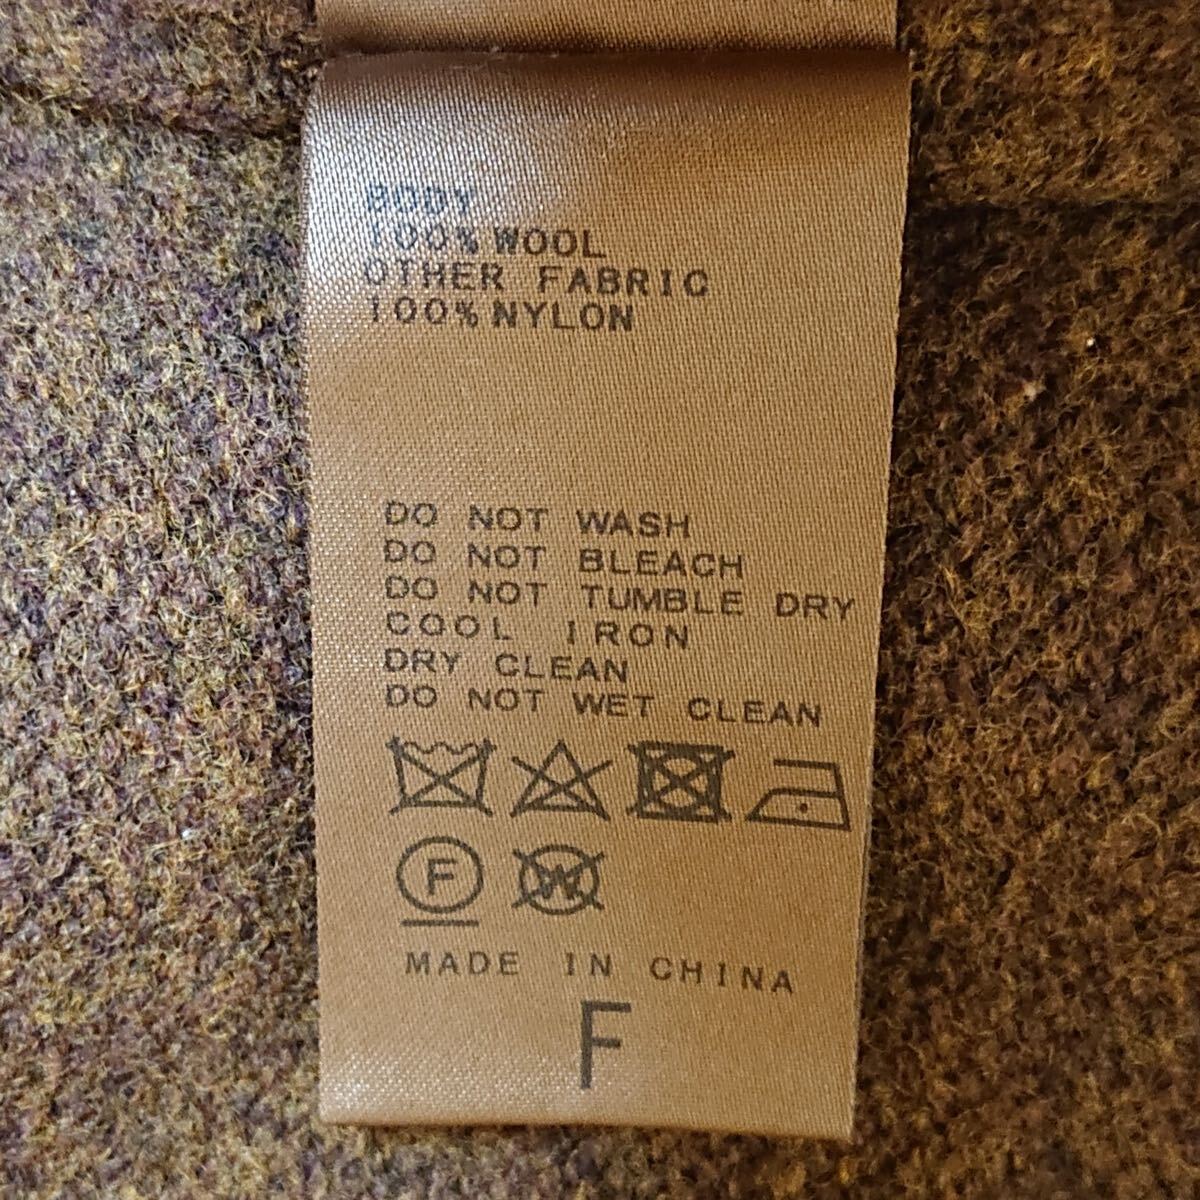 BODY
100% WOOL
OTHER FABRIC
100% NYLON
DO NOT WASH
DO NOT BLEACH
DO NOT TUMBLE DRY
COOL IRON
DRY CLEAN
DO NOT WET CLEAN
F W
MADE IN CHINA
F